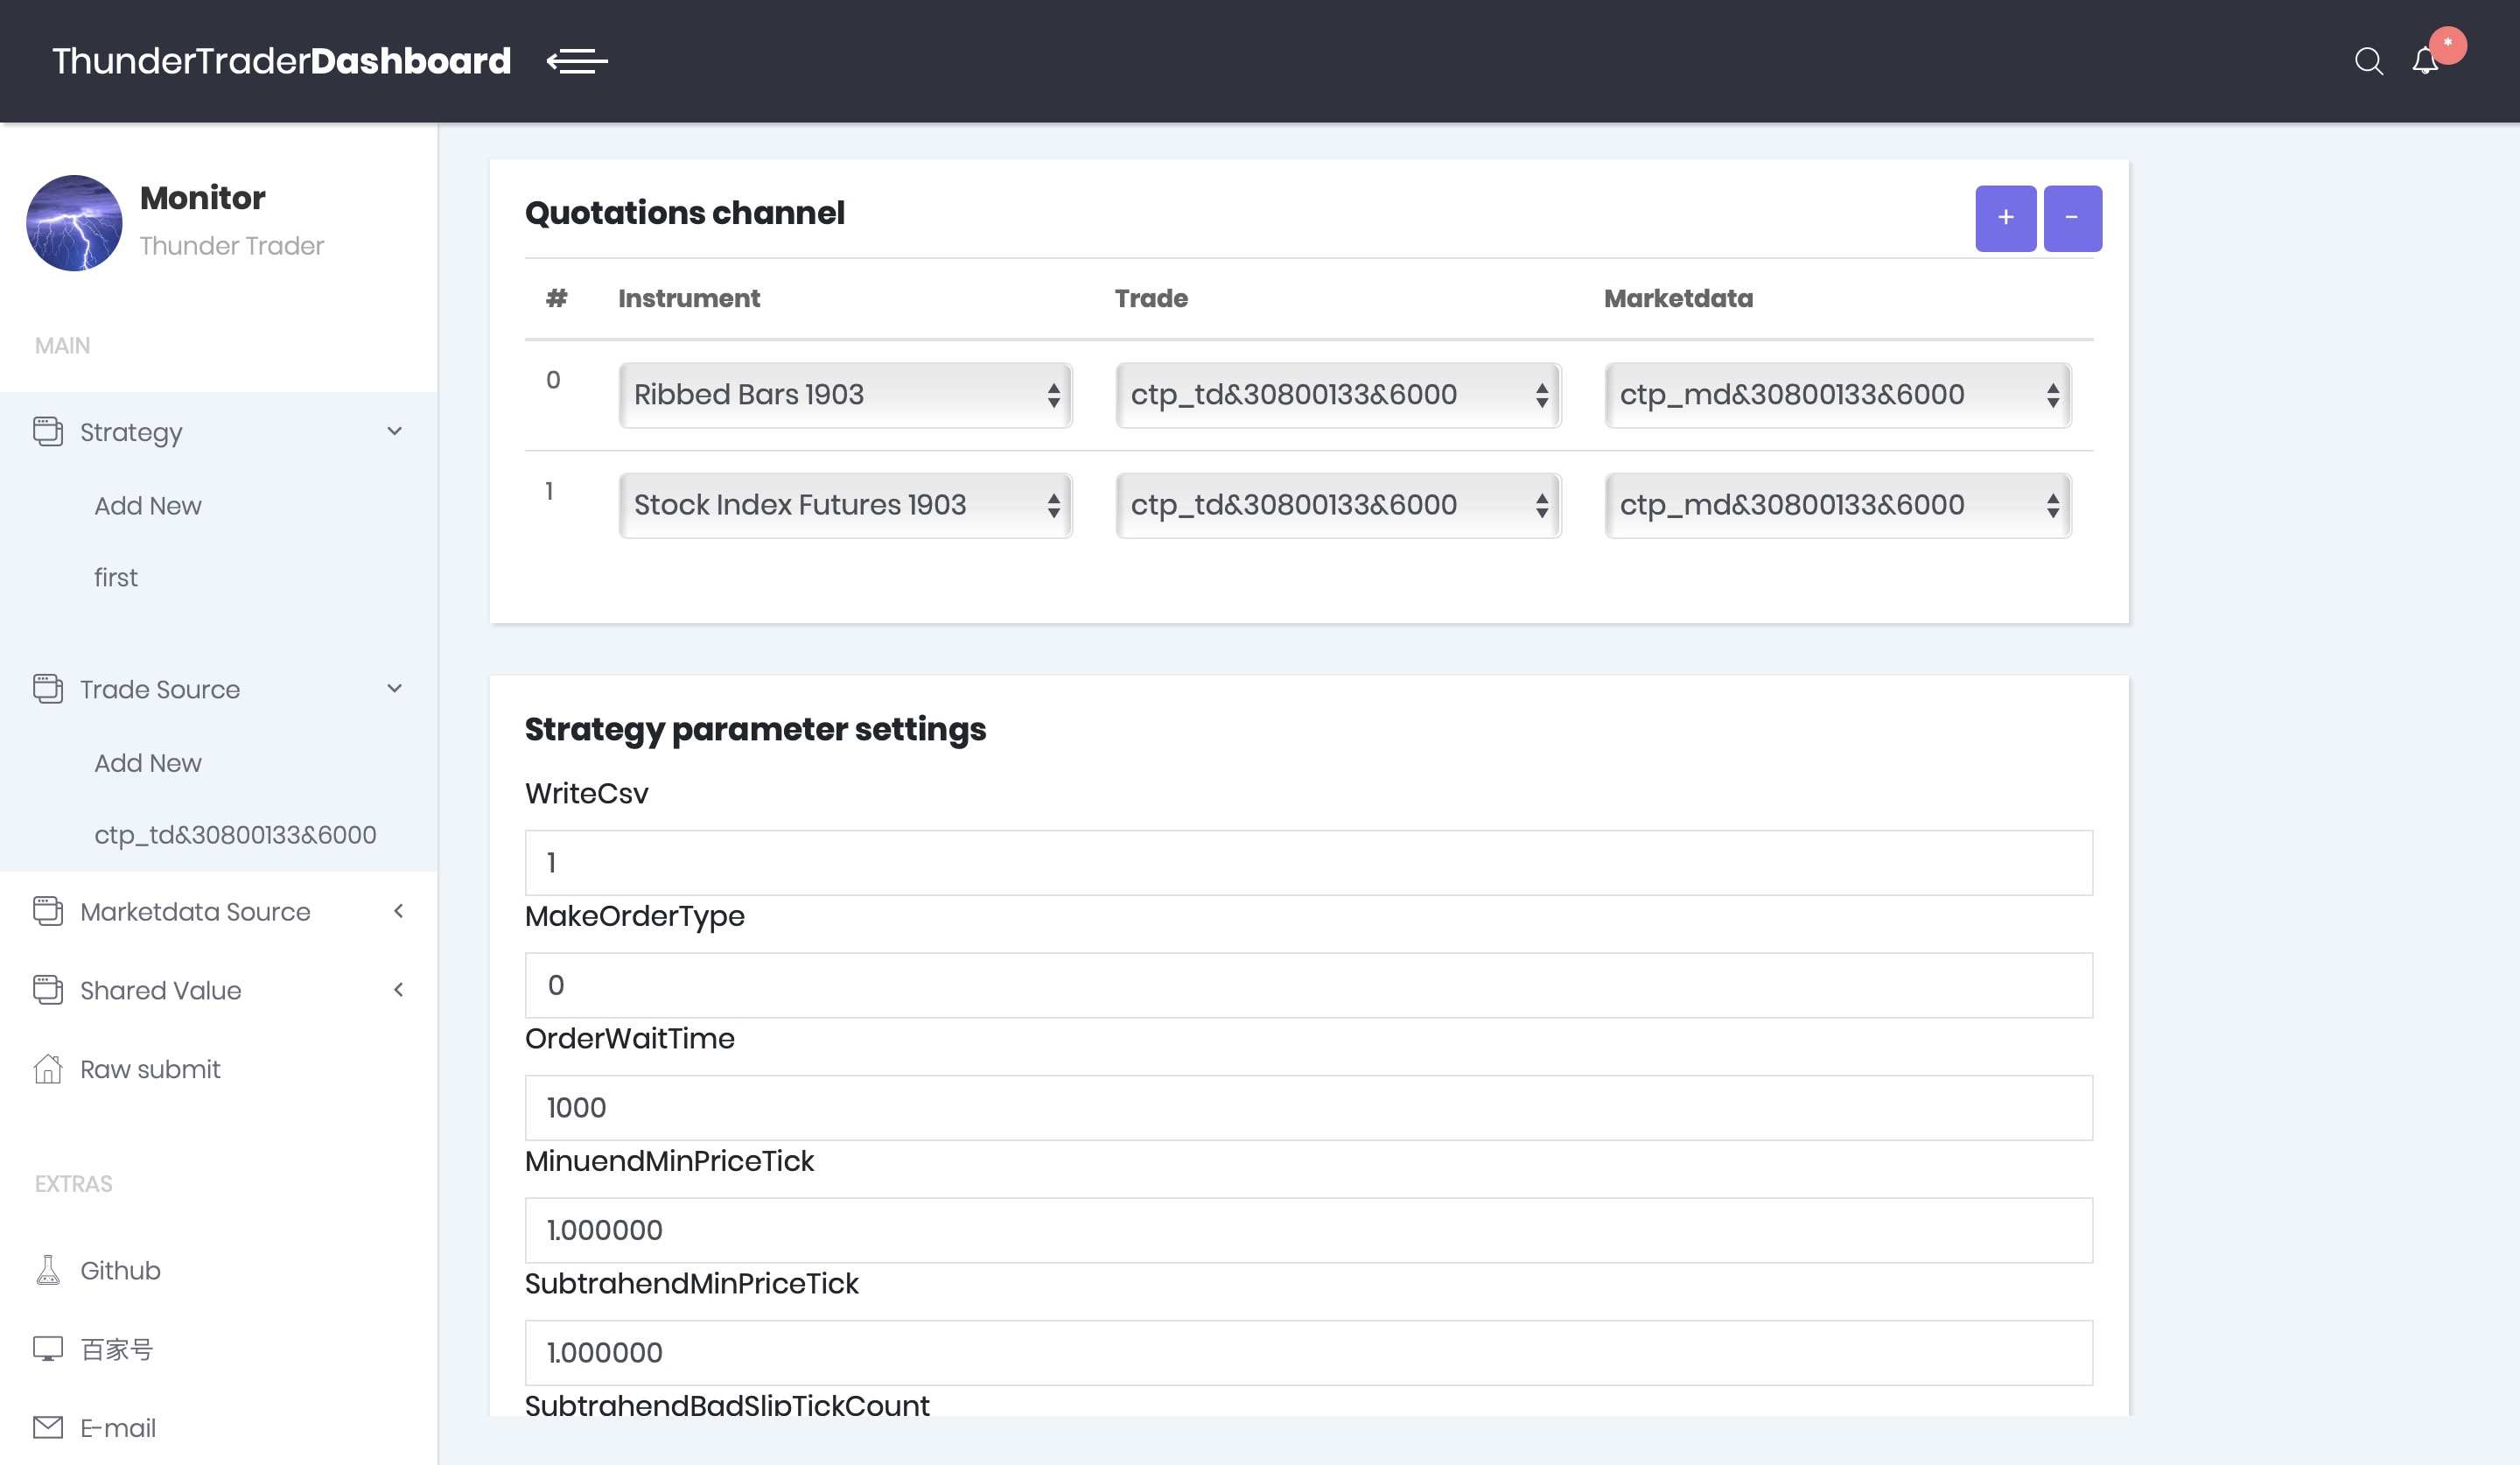 ThunderTraderDashboard
*
Monitor
Thunder Trader
MAIN
Strategy
Add New
first
Trade Source
Add New
ctp_td&30800133&6000
Marketdata Source
Shared Value
Raw submit
EXTRAS
Github
百家号
E-mail
Quotations channel
+ -
# Instrument Trade Marketdata
0 Ribbed Bars 1903 ctp_td&30800133&6000 ctp_md&30800133&6000
1 Stock Index Futures 1903 ctp_td&30800133&6000 ctp_md&30800133&6000
Strategy parameter settings
WriteCsv
1
MakeOrderType
0
OrderWaitTime
1000
MinuendMinPriceTick
1.000000
SubtrahendMinPriceTick
1.000000
SubtrahendBadSlipTickCount